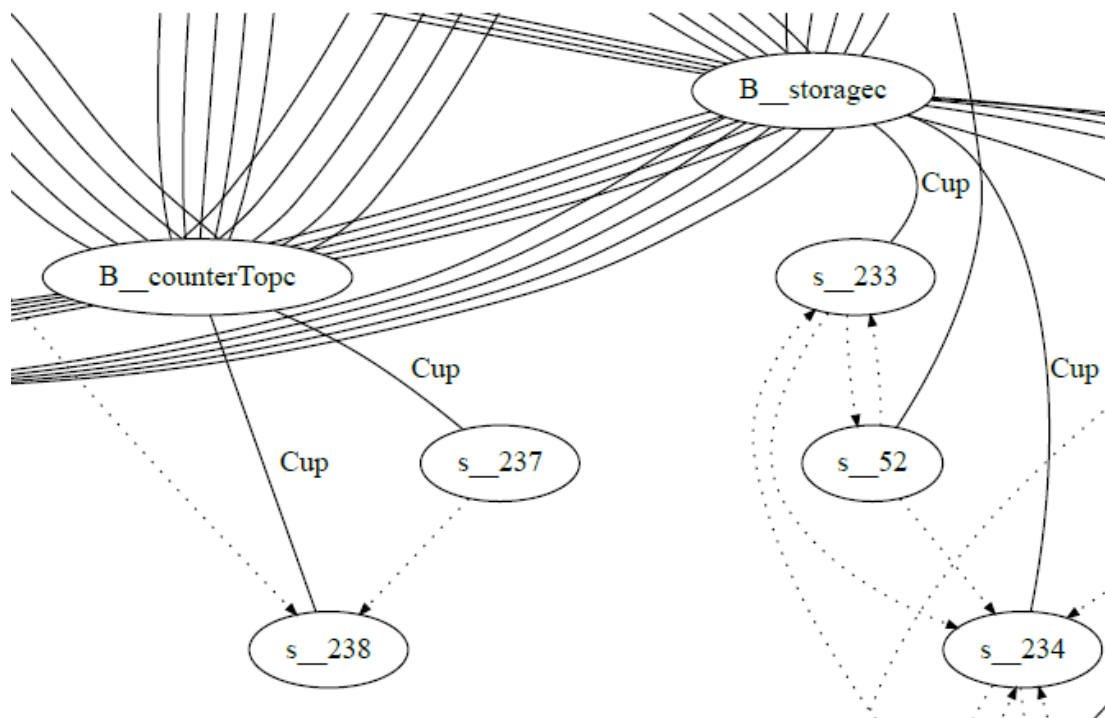 B__storagec
Cup
B__counterTopc
s__233
Cup
Cup
s__237
s__52
Cup
s__238
s__234